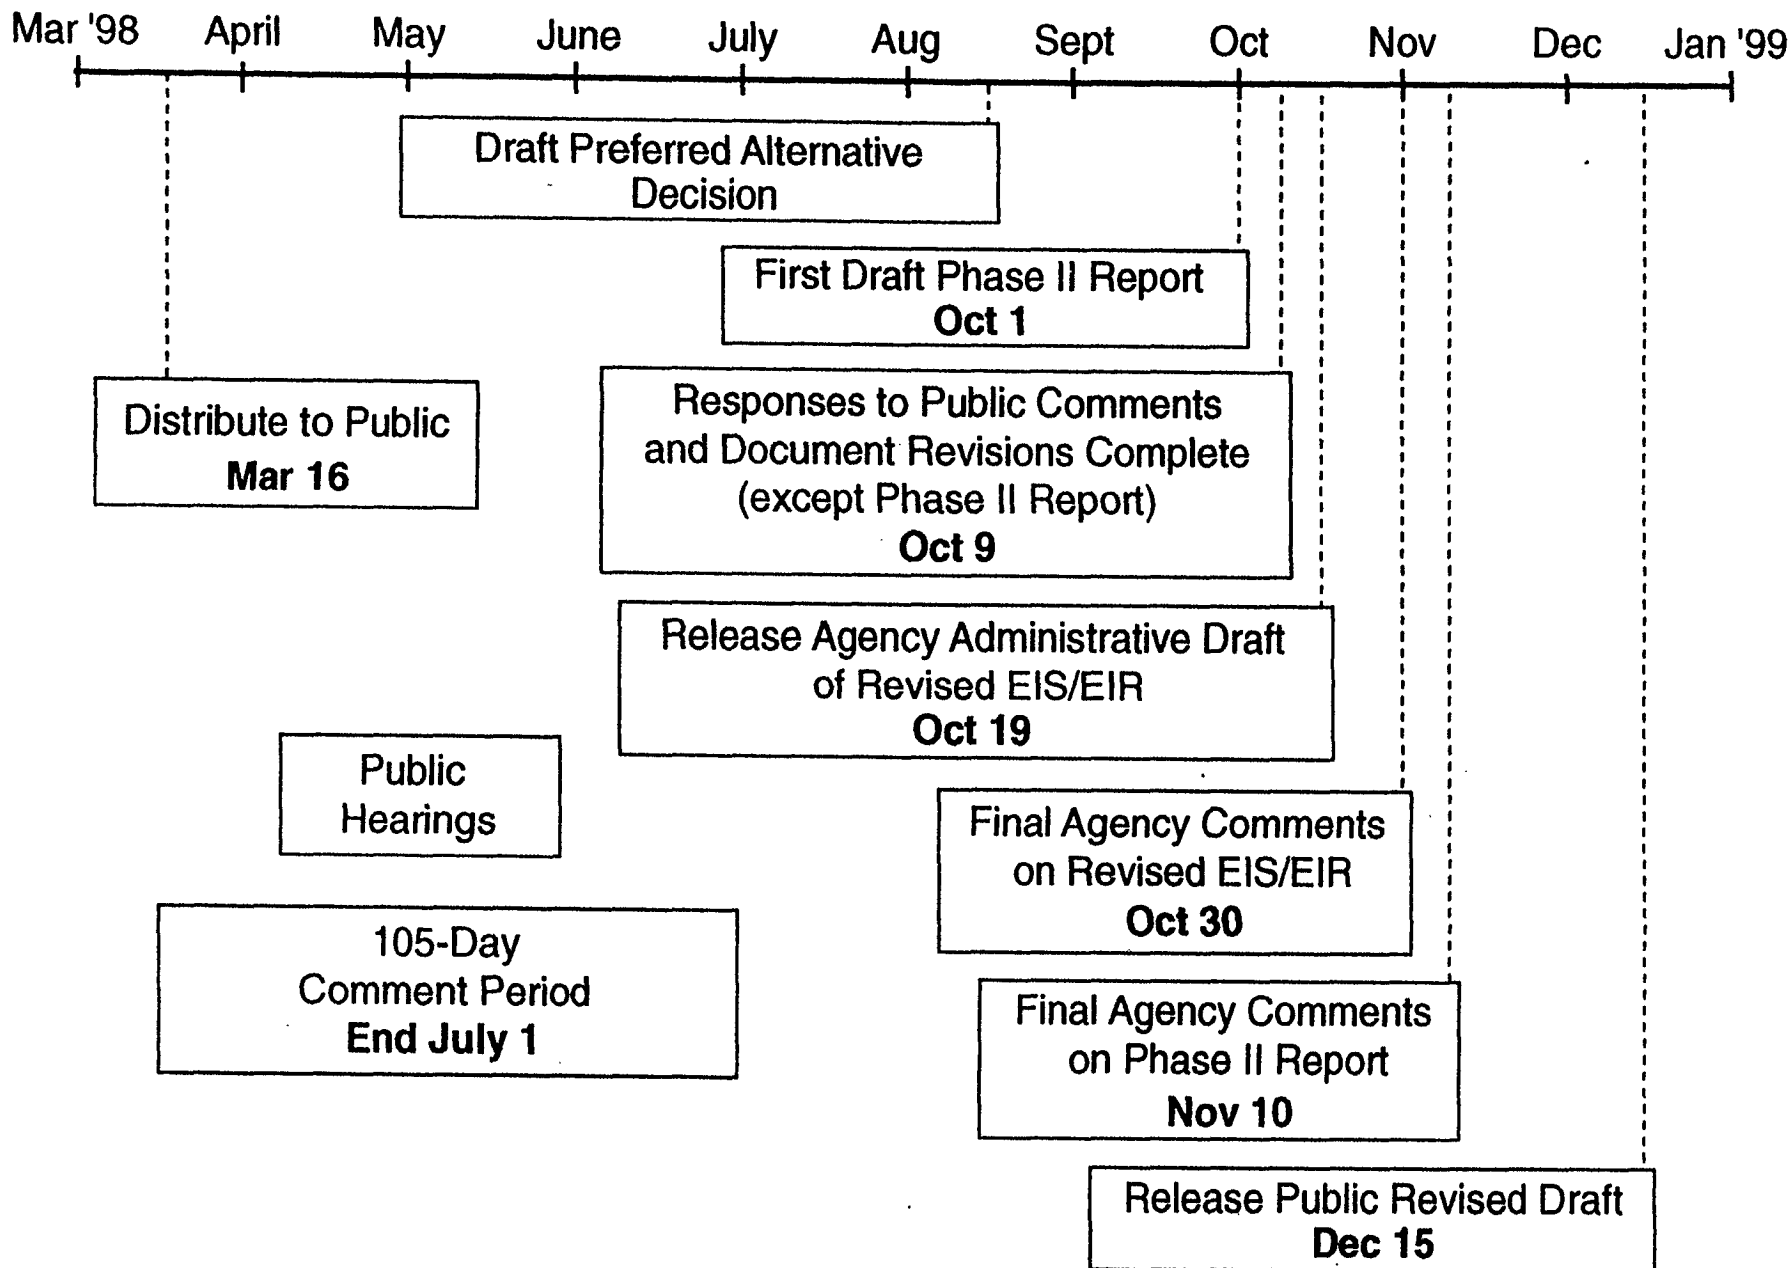 Mar '98 April May June July Aug Sept Oct Nov Dec Jan '99
Draft Preferred Alternative
Decision
First Draft Phase II Report
Oct 1
Distribute to Public
Mar 16
Responses to Public Comments
and Document Revisions Complete
(except Phase II Report)
Oct 9
Release Agency Administrative Draft
of Revised EIS/EIR
Oct 19
Public
Hearings
Final Agency Comments
on Revised EIS/EIR
Oct 30
105-Day
Comment Period
End July 1
Final Agency Comments
on Phase II Report
Nov 10
Release Public Revised Draft
Dec 15